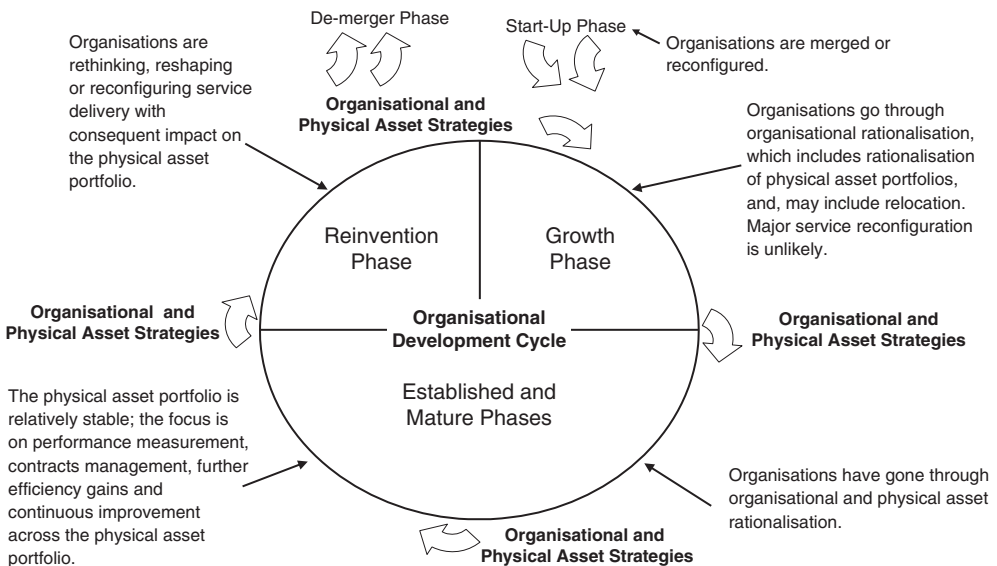 De-merger Phase
Start-Up Phase
Organisations are merged or
reconfigured.
Organisations are
rethinking, reshaping
or reconfiguring service
delivery with
consequent impact on
the physical asset
portfolio.
Organisational and
Physical Asset Strategies
Organisations go through
organisational rationalisation,
which includes rationalisation
of physical asset portfolios,
and, may include relocation.
Major service reconfiguration
is unlikely.
Reinvention
Phase
Growth
Phase
Organisational and
Physical Asset Strategies
Organisational
Development Cycle
Organisational and
Physical Asset Strategies
Established and
Mature Phases
The physical asset portfolio is
relatively stable; the focus is
on performance measurement,
contracts management, further
efficiency gains and
continuous improvement
across the physical asset
portfolio.
Organisations have gone through
organisational and physical asset
rationalisation.
Organisational and
Physical Asset Strategies